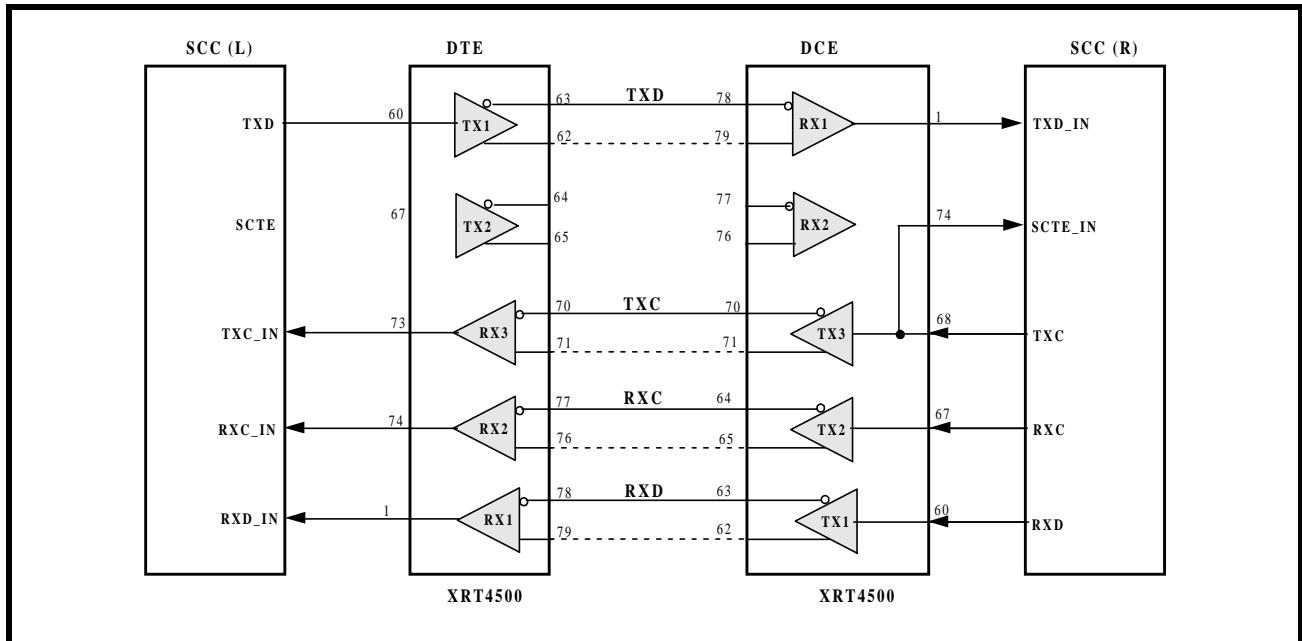 SCC (L) DTE DCE SCC (R)
TXD 60 TX1 63 TXD 78 RX1 1 TXD_IN
62 79
SCTE 67 TX2 64 77 RX2 74 SCTE_IN
65 76
TXC_IN 73 RX3 70 TXC 70 TX3 68 TXC
71 71
RXC_IN 74 RX2 77 RXC 64 TX2 67 RXC
76 65
RXD_IN 1 RX1 78 RXD 63 TX1 60 RXD
79 62
XRT4500 XRT4500